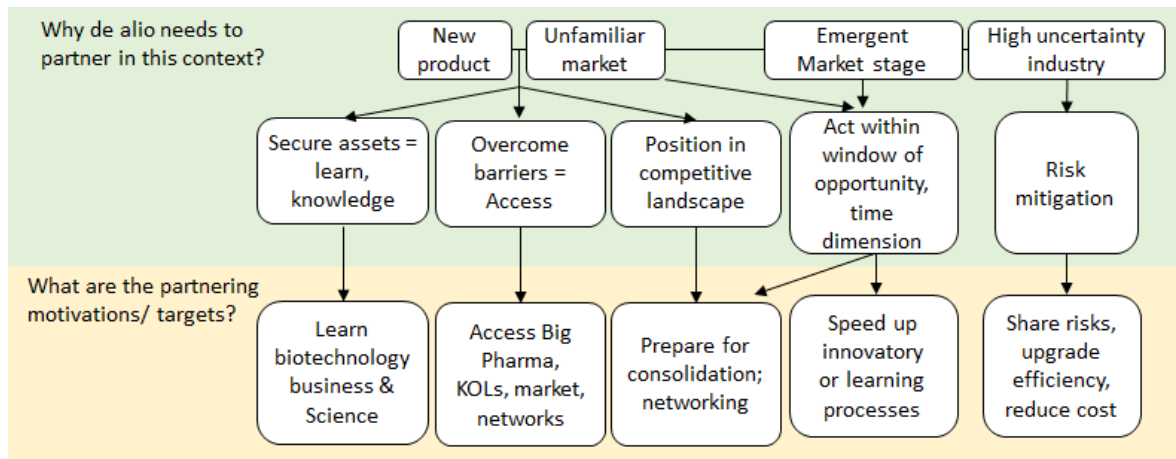 Why de alio needs to
partner in this context?
New
product
Unfamiliar
market
Emergent
Market stage
High uncertainty
industry
Secure assets =
learn,
knowledge
Overcome
barriers =
Access
Position in
competitive
landscape
Act within
window of
opportunity,
time
dimension
Risk
mitigation
What are the partnering
motivations/ targets?
Learn
biotechnology
business &
Science
Access Big
Pharma,
KOLs, market,
networks
Prepare for
consolidation;
networking
Speed up
innovatory
or learning
processes
Share risks,
upgrade
efficiency,
reduce cost